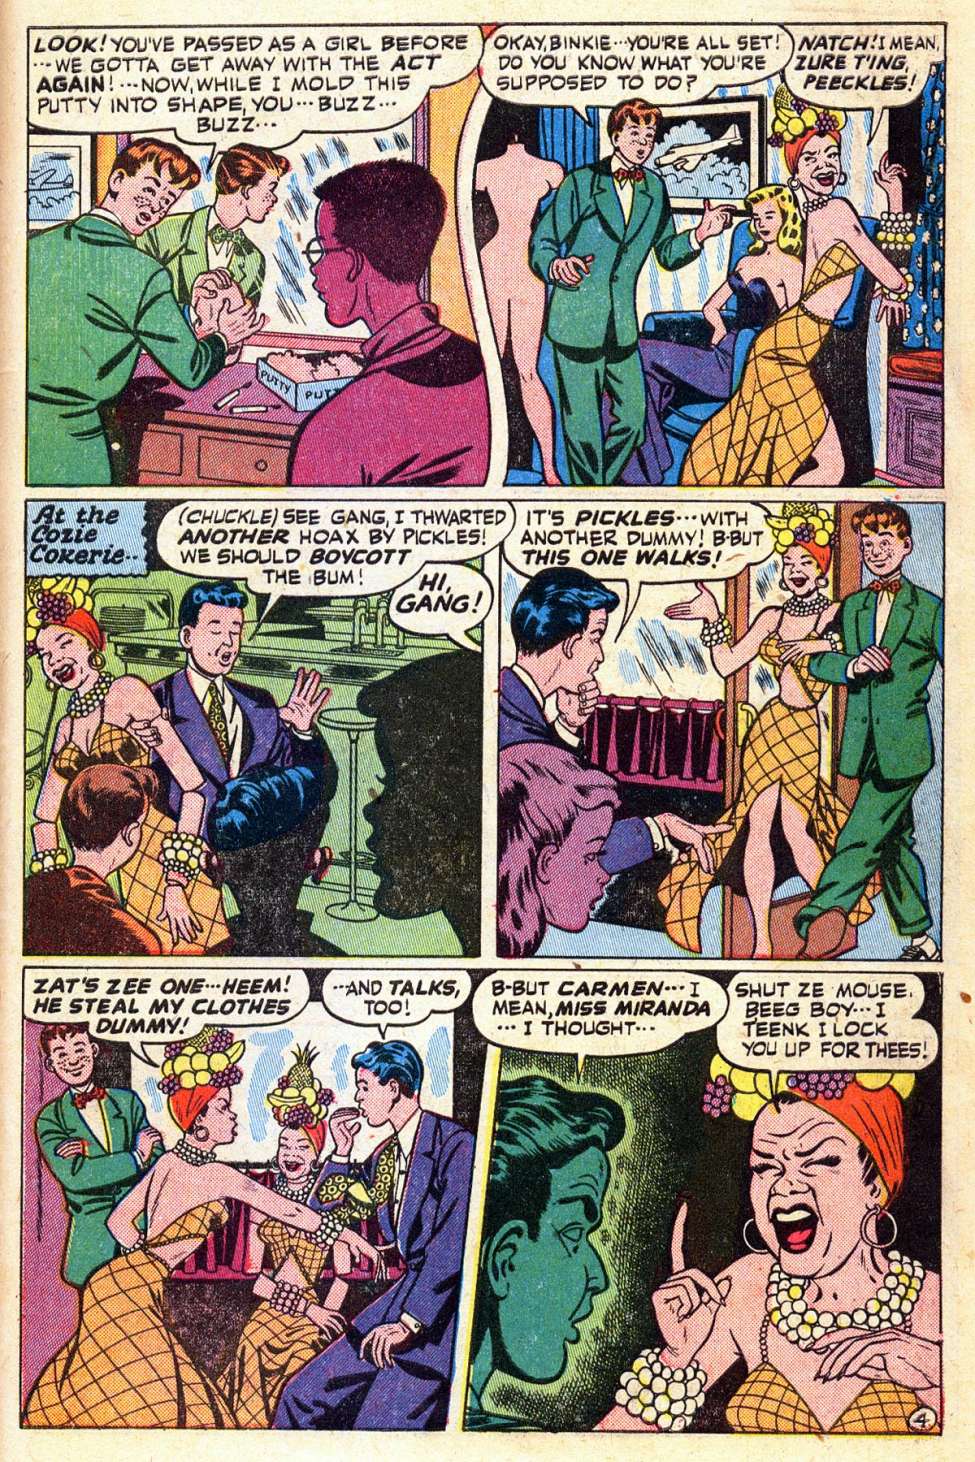 LOOK! YOU'VE PASSED AS A GIRL BEFORE
--WE GOTTA GET AWAY WITH THE ACT
AGAIN! --NOW, WHILE I MOLD THIS
PUTTY INTO SHAPE, YOU--- BUZZ---
BUZZ---
PUTTY
PUT
OKAY, BINKIE---YOU'RE ALL SET!
DO YOU KNOW WHAT YOU'RE
SUPPOSED TO DO?
NATCH! I MEAN,
ZURE T'ING,
PEECKLES!
At the
Cozie
Cokerie--
(CHUCKLE) SEE GANG, I THWARTED
ANOTHER HOAX BY PICKLES!
WE SHOULD BOYCOTT
THE BUM!
HI,
GANG!
IT'S PICKLES---WITH
ANOTHER DUMMY! B-BUT
THIS ONE WALKS!
ZAT'S ZEE ONE---HEEM!
HE STEAL MY CLOTHES
DUMMY!
--AND TALKS,
TOO!
B-BUT CARMEN--- I
MEAN, MISS MIRANDA
--- I THOUGHT---
SHUT ZE MOUSE,
BEEG BOY--- I
TEENK I LOCK
YOU UP FOR THEES!
4